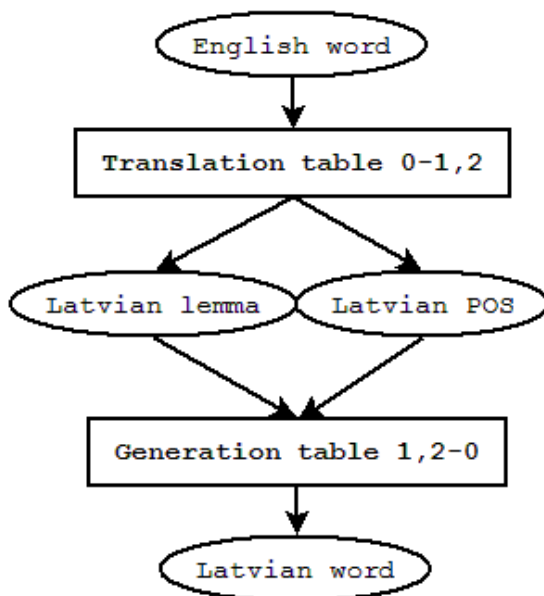 English word
Translation table 0-1,2
Latvian lemma
Latvian POS
Generation table 1,2-0
Latvian word